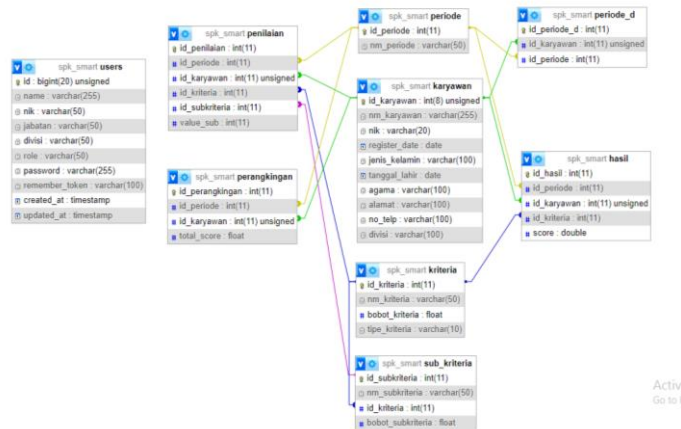 spk_smart users
id : bigint(20) unsigned
name : varchar(255)
nik : varchar(50)
jabatan : varchar(50)
divisi : varchar(50)
role : varchar(50)
password : varchar(255)
remember_token : varchar(100)
created_at : timestamp
updated_at : timestamp
spk_smart penilaian
id_penilaian : int(11)
id_periode : int(11)
id_karyawan : int(11) unsigned
id_kriteria : int(11)
id_subkriteria : int(11)
value_sub : int(11)
spk_smart perangkingan
id_perangkingan : int(11)
id_periode : int(11)
id_karyawan : int(11) unsigned
total_score : float
spk_smart periode
id_periode : int(11)
nm_periode : varchar(50)
spk_smart karyawan
id_karyawan : int(8) unsigned
nm_karyawan : varchar(255)
nik : varchar(20)
register_date : date
jenis_kelamin : varchar(100)
tanggal_lahir : date
agama : varchar(100)
alamat : varchar(100)
no_telp : varchar(100)
divisi : varchar(100)
spk_smart kriteria
id_kriteria : int(11)
nm_kriteria : varchar(50)
bobot_kriteria : float
tipe_kriteria : varchar(10)
spk_smart sub_kriteria
id_subkriteria : int(11)
nm_subkriteria : varchar(50)
id_kriteria : int(11)
bobot_subkriteria : float
spk_smart periode_d
id_periode_d : int(11)
id_karyawan : int(11) unsigned
id_periode : int(11)
spk_smart hasil
id_hasil : int(11)
id_periode : int(11)
id_karyawan : int(11) unsigned
id_kriteria : int(11)
score : double
Activ
Go to